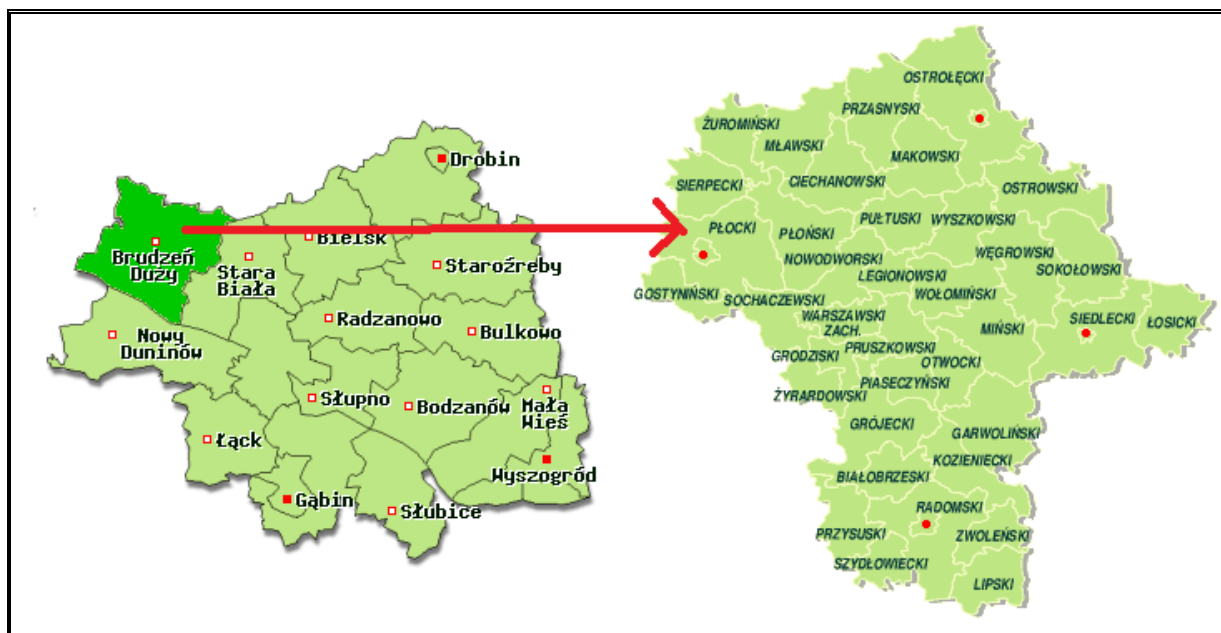 Drobin
Brudzeń
Duży
Bielsk
Stara
Biała
Staroźreby
Nowy
Duninów
Radzanowo
Bulkowo
Słupno
Bodzanów
Mała
Wieś
Łąck
Wyszogród
Gąbin
Słubice
OSTROŁĘCKI
PRZASNYSKI
ŻUROMIŃSKI
MŁAWSKI
MAKOWSKI
SIERPECKI
CIECHANOWSKI
OSTROWSKI
PŁOCKI
PŁOŃSKI
PUŁTUSKI
WYSZKOWSKI
WĘGROWSKI
NOWODWORSKI
LEGIONOWSKI
SOKOŁOWSKI
GOSTYNIŃSKI
SOCHACZEWSKI
WOŁOMIŃSKI
WARSZAWSKI
ZACH.
MIŃSKI
SIEDLECKI
ŁOSICKI
GRODZISKI
PRUSZKOWSKI
OTWOCKI
PIASECZYŃSKI
ŻYRARDOWSKI
GRÓJECKI
GARWOLIŃSKI
KOZIENICKI
BIAŁOBRZESKI
RADOMSKI
PRZYSUSKI
ZWOLEŃSKI
SZYDŁOWIECKI
LIPSKI